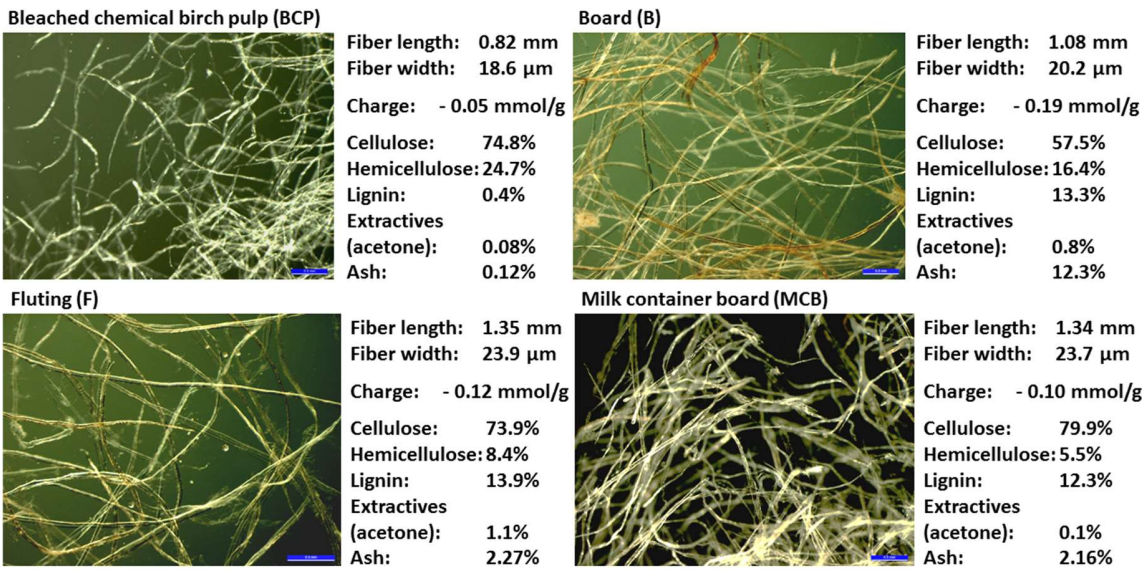 Bleached chemical birch pulp (BCP)
Fiber length: 0.82 mm
Fiber width: 18.6 µm
Charge: - 0.05 mmol/g
Cellulose: 74.8%
Hemicellulose: 24.7%
Lignin: 0.4%
Extractives
(acetone): 0.08%
Ash: 0.12%
Board (B)
Fiber length: 1.08 mm
Fiber width: 20.2 µm
Charge: - 0.19 mmol/g
Cellulose: 57.5%
Hemicellulose: 16.4%
Lignin: 13.3%
Extractives
(acetone): 0.8%
Ash: 12.3%
Fluting (F)
Fiber length: 1.35 mm
Fiber width: 23.9 µm
Charge: - 0.12 mmol/g
Cellulose: 73.9%
Hemicellulose: 8.4%
Lignin: 13.9%
Extractives
(acetone): 1.1%
Ash: 2.27%
Milk container board (MCB)
Fiber length: 1.34 mm
Fiber width: 23.7 µm
Charge: - 0.10 mmol/g
Cellulose: 79.9%
Hemicellulose: 5.5%
Lignin: 12.3%
Extractives
(acetone): 0.1%
Ash: 2.16%